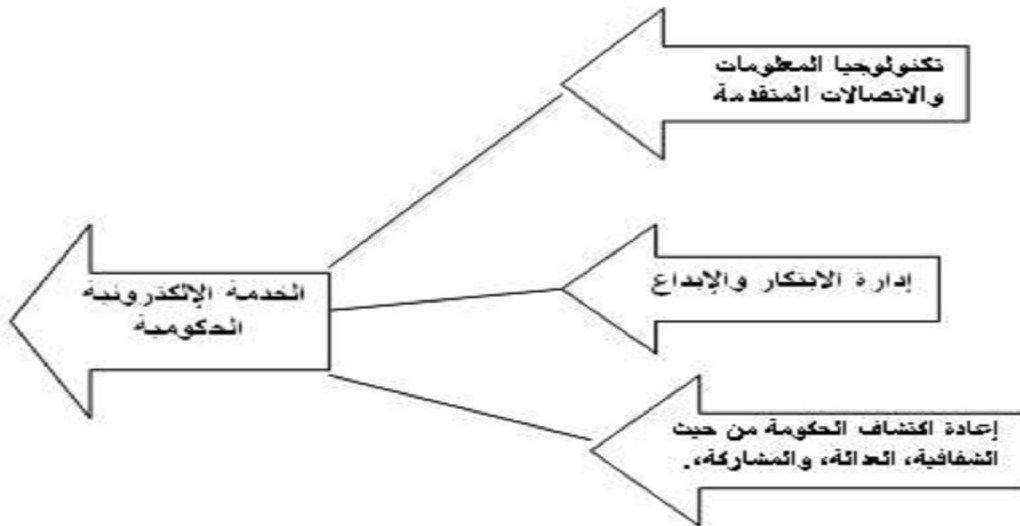 تكنولوجيا المعلومات
والاتصالات المتقدمة
إدارة الابتكار والإبداع
الخدمة الإلكترونية
الحكومية
إعادة اكتشاف الحكومة من حيث
الشفافية، العدالة، والمشاركة،.